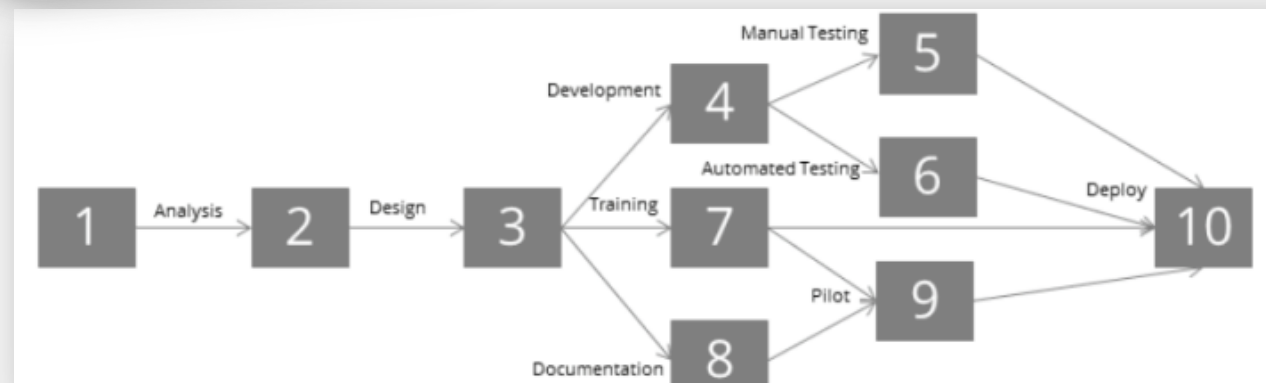 Manual Testing
5
Development
4
Automated Testing
6
1
Analysis
2
Design
3
Training
7
Deploy
10
Pilot
9
Documentation
8